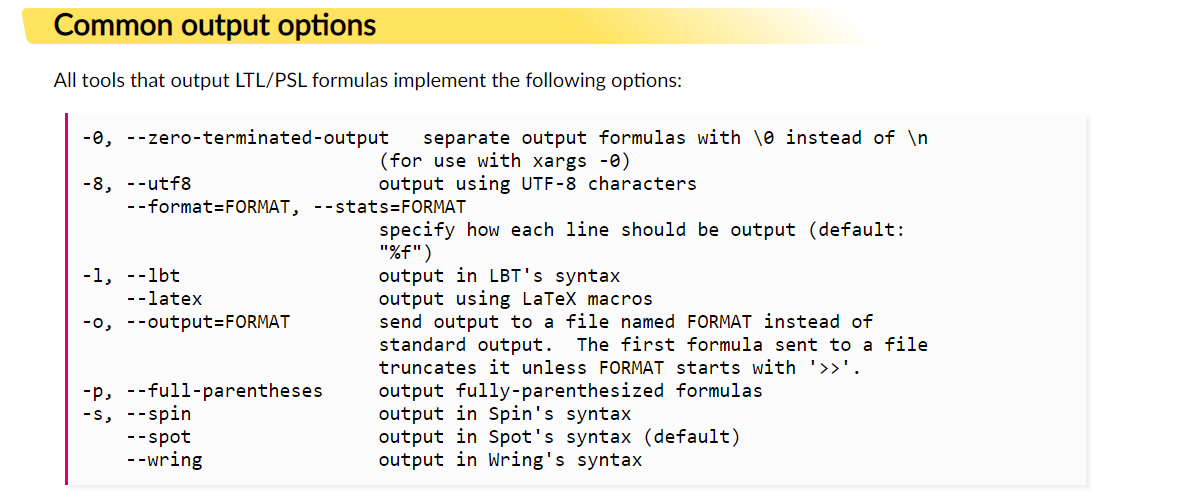 Common output options
All tools that output LTL/PSL formulas implement the following options:
-0, --zero-terminated-output   separate output formulas with \0 instead of \n
                           (for use with xargs -0)
-8, --utf8                 output using UTF-8 characters
    --format=FORMAT, --stats=FORMAT
                           specify how each line should be output (default:
                           "%f")
-l, --lbt                  output in LBT's syntax
    --latex                output using LaTeX macros
-o, --output=FORMAT        send output to a file named FORMAT instead of
                           standard output.  The first formula sent to a file
                           truncates it unless FORMAT starts with '>>'.
-p, --full-parentheses     output fully-parenthesized formulas
-s, --spin                 output in Spin's syntax
    --spot                 output in Spot's syntax (default)
    --wring                output in Wring's syntax